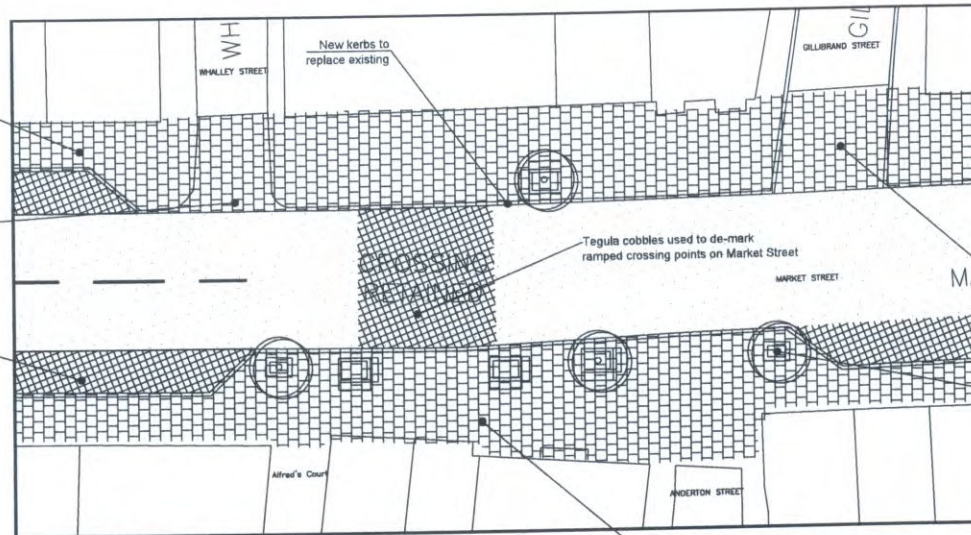 WH
WHALLEY STREET
New kerbs to
replace existing
GIL
GILLIBRAND STREET
CROSSING
RETAINED
Tegula cobbles used to de-mark
ramped crossing points on Market Street
MARKET STREET
M
Alfred's Court
ANDERTON STREET